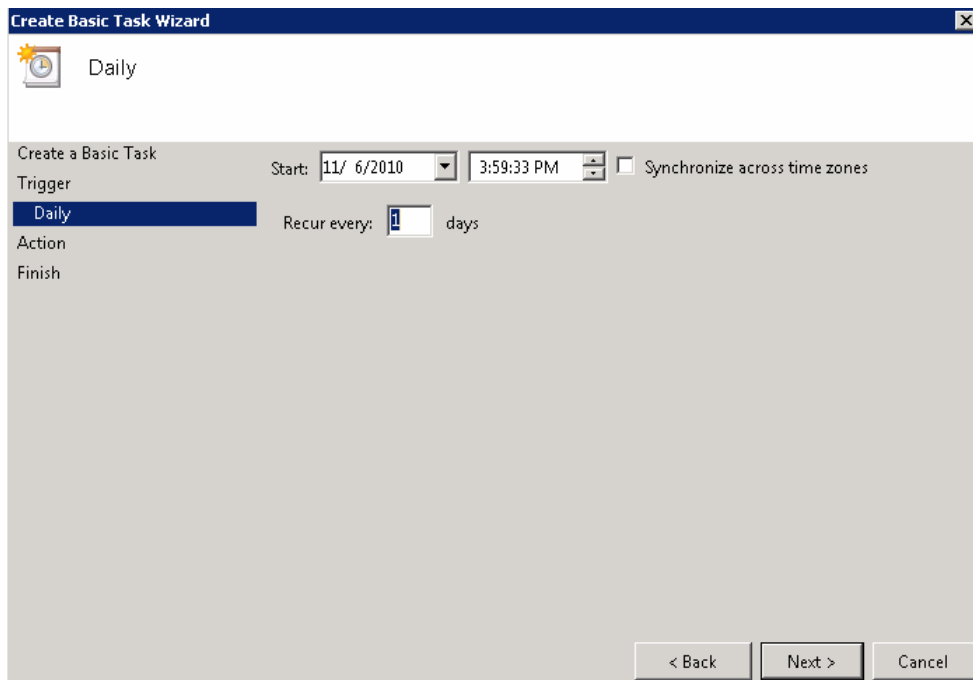 Create Basic Task Wizard
Daily
Create a Basic Task
Trigger
Daily
Action
Finish
Start: 11/ 6/2010 3:59:33 PM Synchronize across time zones
Recur every: 1 days
< Back Next > Cancel